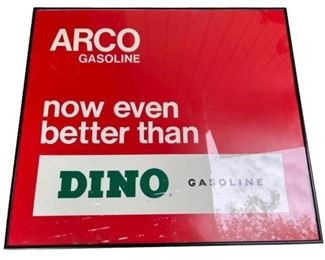 ARCO
GASOLINE
now even
better than
DINO GASOLINE